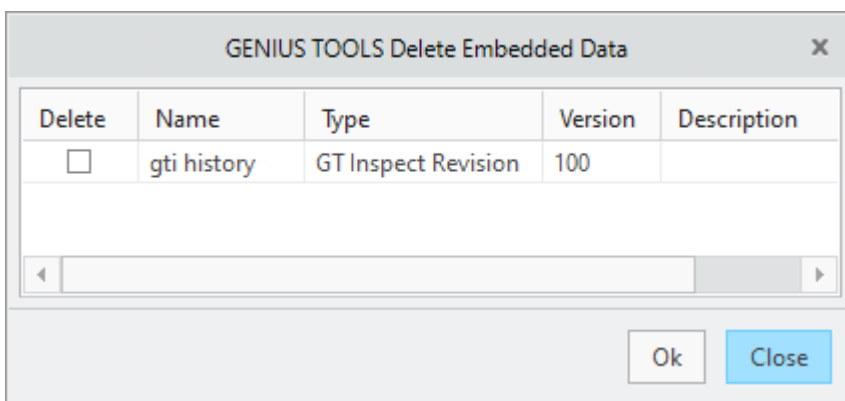 GENIUS TOOLS Delete Embedded Data
Delete Name Type Version Description
gti history GT Inspect Revision 100
Ok Close